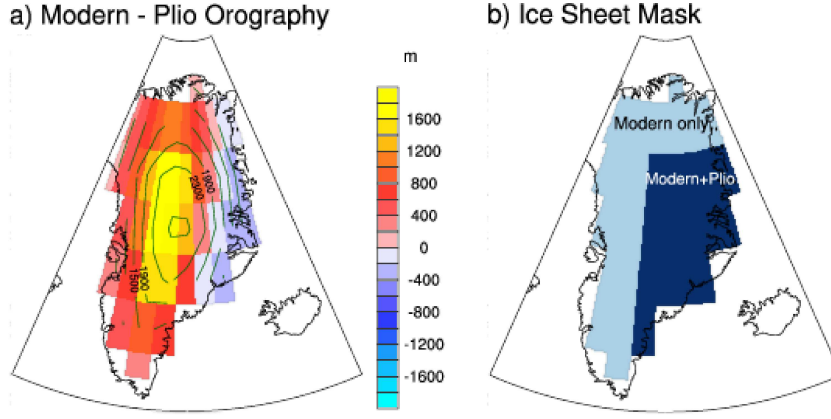 a) Modern - Plio Orography
b) Ice Sheet Mask
m
1600
1200
800
400
0
-400
-800
-1200
-1600
1900
2300
1900
1500
Modern only
Modern+Plio